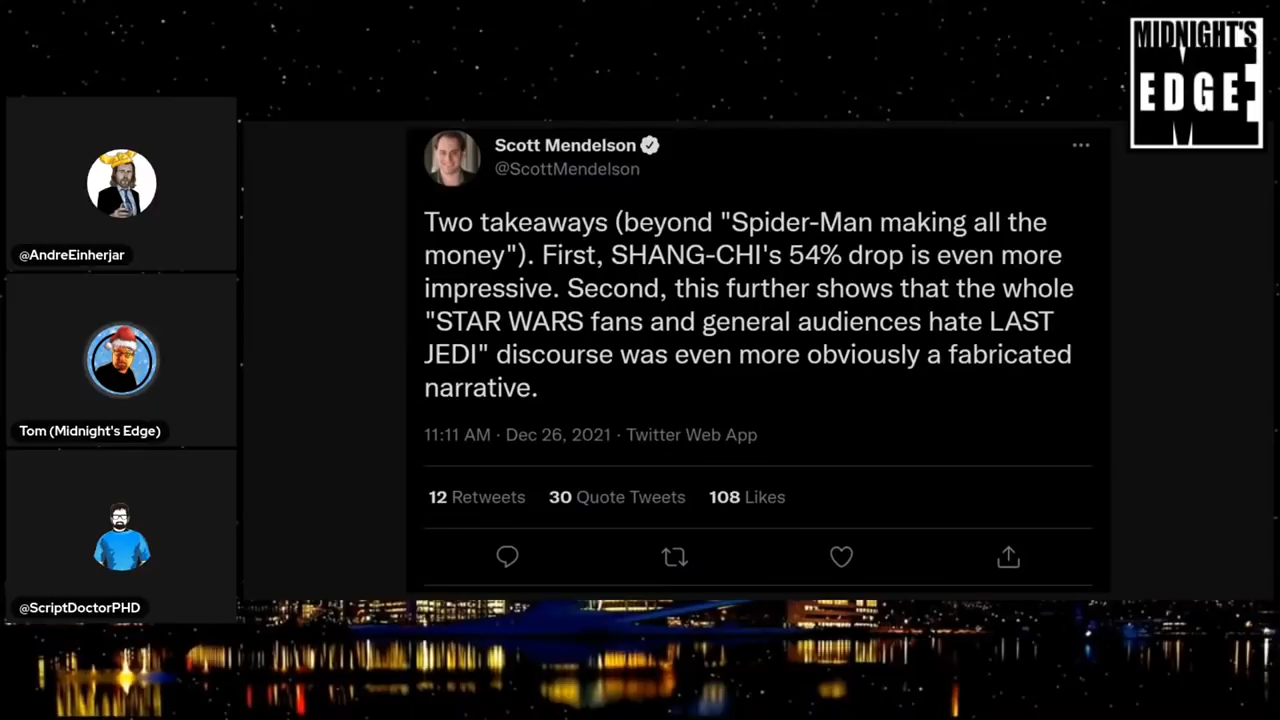 MIDNIGHT'S
EDGE
@AndreEinherjar
Tom (Midnight's Edge)
@ScriptDoctorPHD
Scott Mendelson
@ScottMendelson
Two takeaways (beyond "Spider-Man making all the
money"). First, SHANG-CHI's 54% drop is even more
impressive. Second, this further shows that the whole
"STAR WARS fans and general audiences hate LAST
JEDI" discourse was even more obviously a fabricated
narrative.
11:11 AM · Dec 26, 2021 · Twitter Web App
12 Retweets 30 Quote Tweets 108 Likes